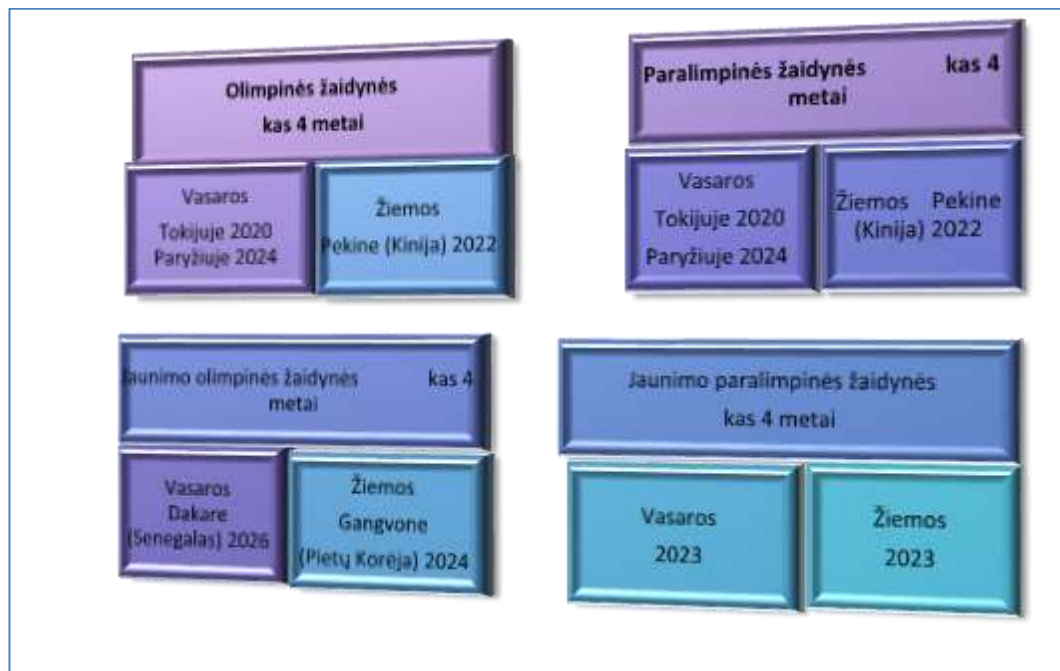 Olimpinės žaidynės
kas 4 metai
Vasaros
Tokijuje 2020
Paryžiuje 2024
Žiemos
Pekine (Kinija) 2022
Paralimpinės žaidynės kas 4
metai
Vasaros
Tokijuje 2020
Paryžiuje 2024
Žiemos Pekine
(Kinija) 2022
Jaunimo olimpinės žaidynės kas 4
metai
Vasaros
Dakare
(Senegalas) 2026
Žiemos
Gangvone
(Pietų Korėja) 2024
Jaunimo paralimpinės žaidynės
kas 4 metai
Vasaros
2023
Žiemos
2023